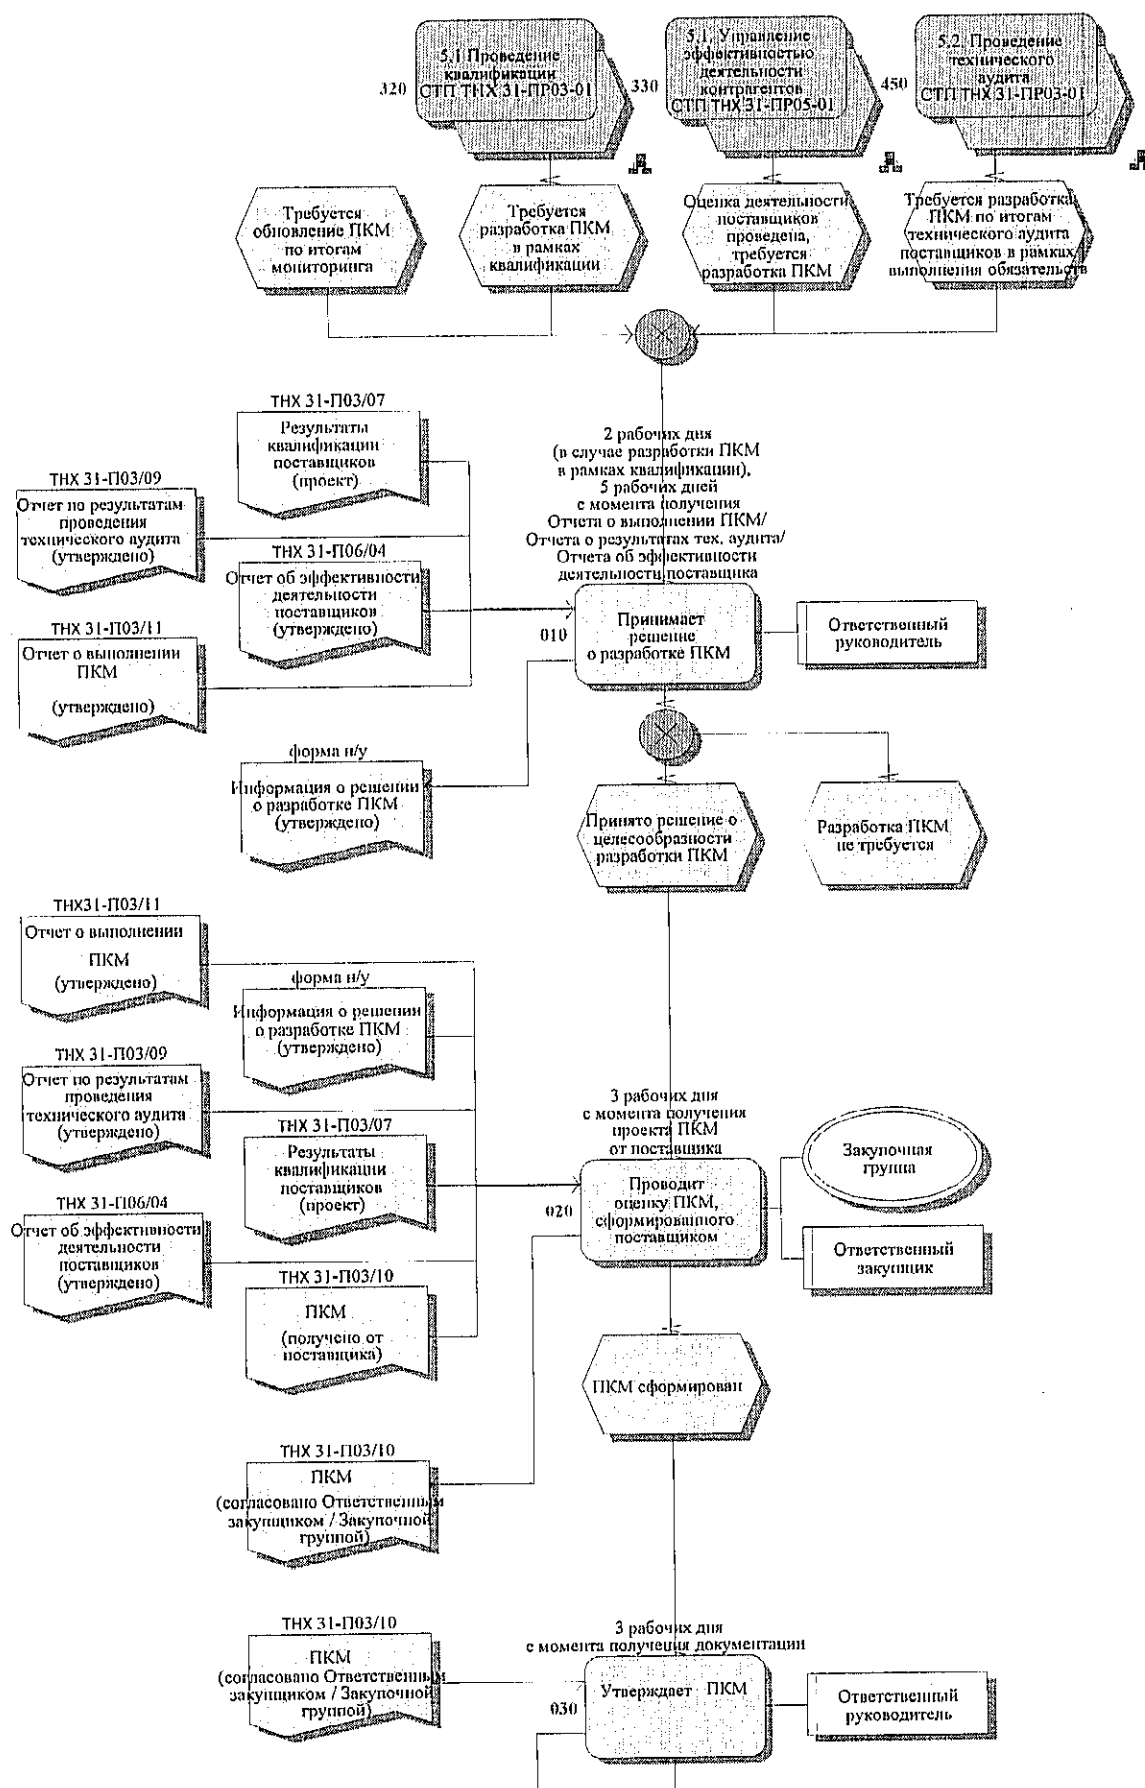 5.1 Проведение
квалификации
СТП ТНХ 31-ПР03-01
320
5.1. Управление
эффективностью
деятельности
контрагентов
СТП ТНХ 31-ПР05-01
330
5.2. Проведение
технического
аудита
СТП ТНХ 31-ПР03-01
450
Требуется
обновление ПКМ
по итогам
мониторинга
Требуется
разработка ПКМ
в рамках
квалификации
Оценка деятельности
поставщиков
проведена,
требуется
разработка ПКМ
Требуется разработка
ПКМ по итогам
технического аудита
поставщиков в рамках
выполнения обязательств
ТНХ 31-П03/07
Результаты
квалификации
поставщиков
(проект)
2 рабочих дня
(в случае разработки ПКМ
в рамках квалификации),
5 рабочих дней
с момента получения
Отчета о выполнении ПКМ/
Отчета о результатах тех. аудита/
Отчета об эффективности
деятельности поставщика
ТНХ 31-П03/09
Отчет по результатам
проведения
технического аудита
(утверждено)
ТНХ 31-П06/04
Отчет об эффективности
деятельности
поставщиков
(утверждено)
010
Принимает
решение
о разработке ПКМ
Ответственный
руководитель
ТНХ 31-П03/11
Отчет о выполнении
ПКМ
(утверждено)
форма н/у
Информация о решении
о разработке ПКМ
(утверждено)
Принято решение о
целесообразности
разработки ПКМ
Разработка ПКМ
не требуется
ТНХ31-П03/11
Отчет о выполнении
ПКМ
(утверждено)
форма н/у
Информация о решении
о разработке ПКМ
(утверждено)
ТНХ 31-П03/09
Отчет по результатам
проведения
технического аудита
(утверждено)
ТНХ 31-П03/07
Результаты
квалификации
поставщиков
(проект)
3 рабочих дня
с момента получения
проекта ПКМ
от поставщика
020
Проводит
оценку ПКМ,
сформированного
поставщиком
Закупочная
группа
Ответственный
закупщик
ТНХ 31-П06/04
Отчет об эффективности
деятельности
поставщиков
(утверждено)
ТНХ 31-П03/10
ПКМ
(получено от
поставщика)
ПКМ сформирован
ТНХ 31-П03/10
ПКМ
(согласовано Ответственным
закупщиком / Закупочной
группой)
ТНХ 31-П03/10
ПКМ
(согласовано Ответственным
закупщиком / Закупочной
группой)
3 рабочих дня
с момента получения документации
030
Утверждает ПКМ
Ответственный
руководитель